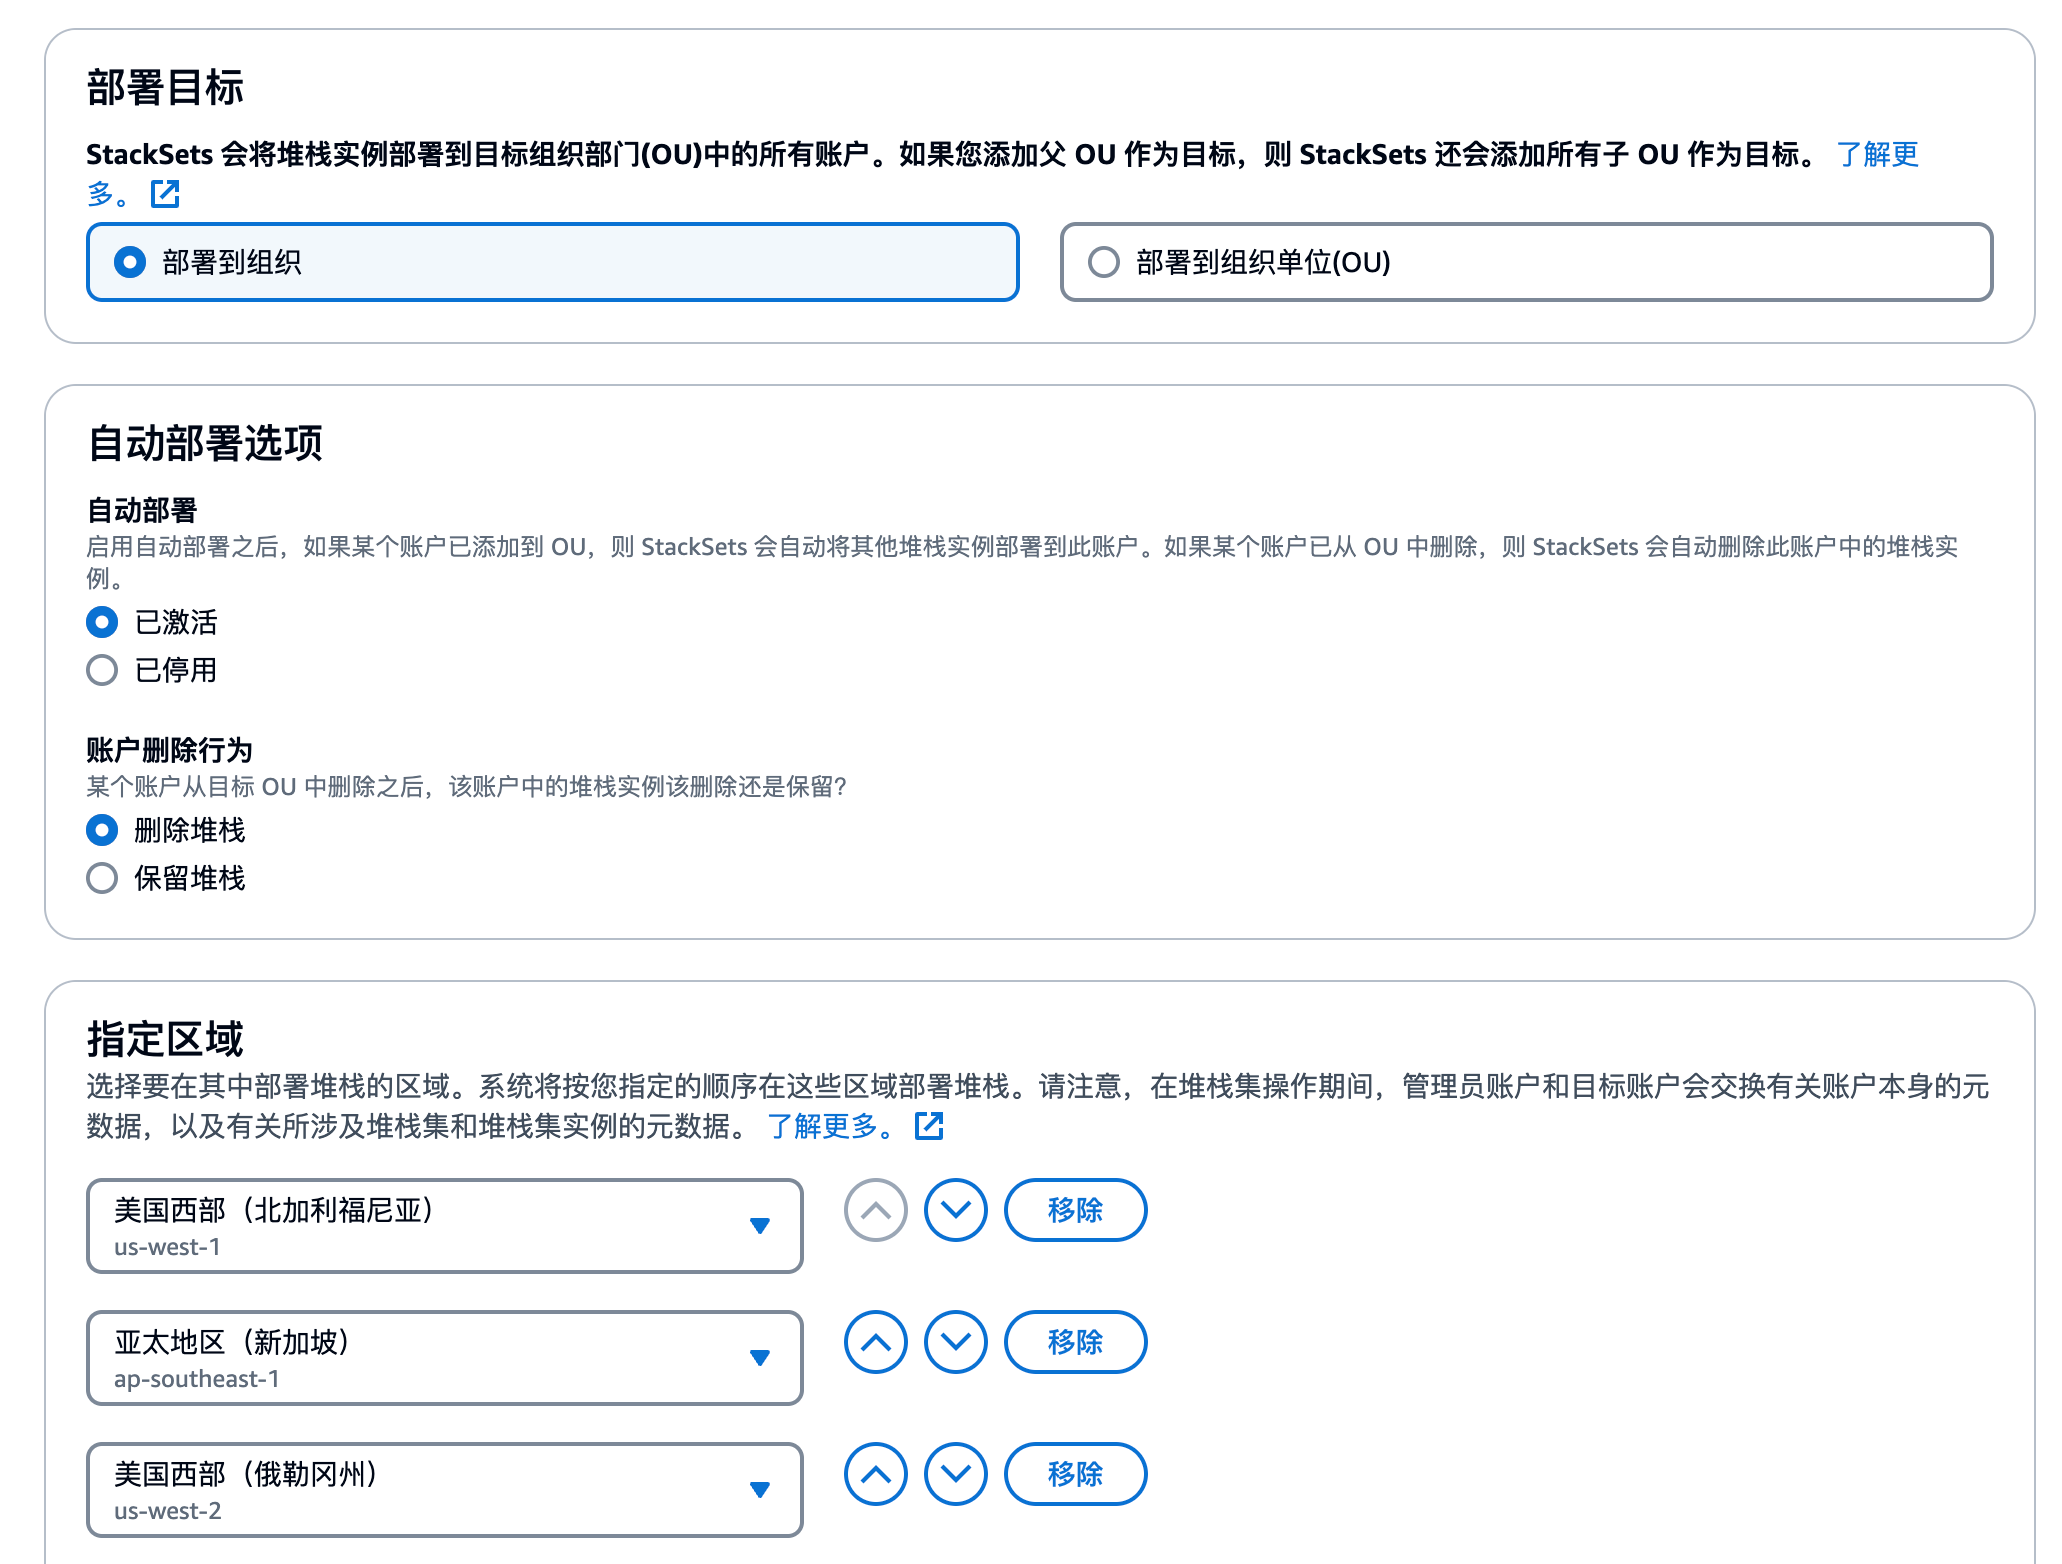 部署目标
StackSets 会将堆栈实例部署到目标组织部门(OU)中的所有账户。如果您添加父 OU 作为目标，则 StackSets 还会添加所有子 OU 作为目标。 了解更
多。
部署到组织
部署到组织单位(OU)
自动部署选项
自动部署
启用自动部署之后，如果某个账户已添加到 OU，则 StackSets 会自动将其他堆栈实例部署到此账户。如果某个账户已从 OU 中删除，则 StackSets 会自动删除此账户中的堆栈实
例。
已激活
已停用
账户删除行为
某个账户从目标 OU 中删除之后，该账户中的堆栈实例该删除还是保留?
删除堆栈
保留堆栈
指定区域
选择要在其中部署堆栈的区域。系统将按您指定的顺序在这些区域部署堆栈。请注意，在堆栈集操作期间，管理员账户和目标账户会交换有关账户本身的元
数据，以及有关所涉及堆栈集和堆栈集实例的元数据。 了解更多。
美国西部（北加利福尼亚）
us-west-1
移除
亚太地区（新加坡）
ap-southeast-1
移除
美国西部（俄勒冈州）
us-west-2
移除